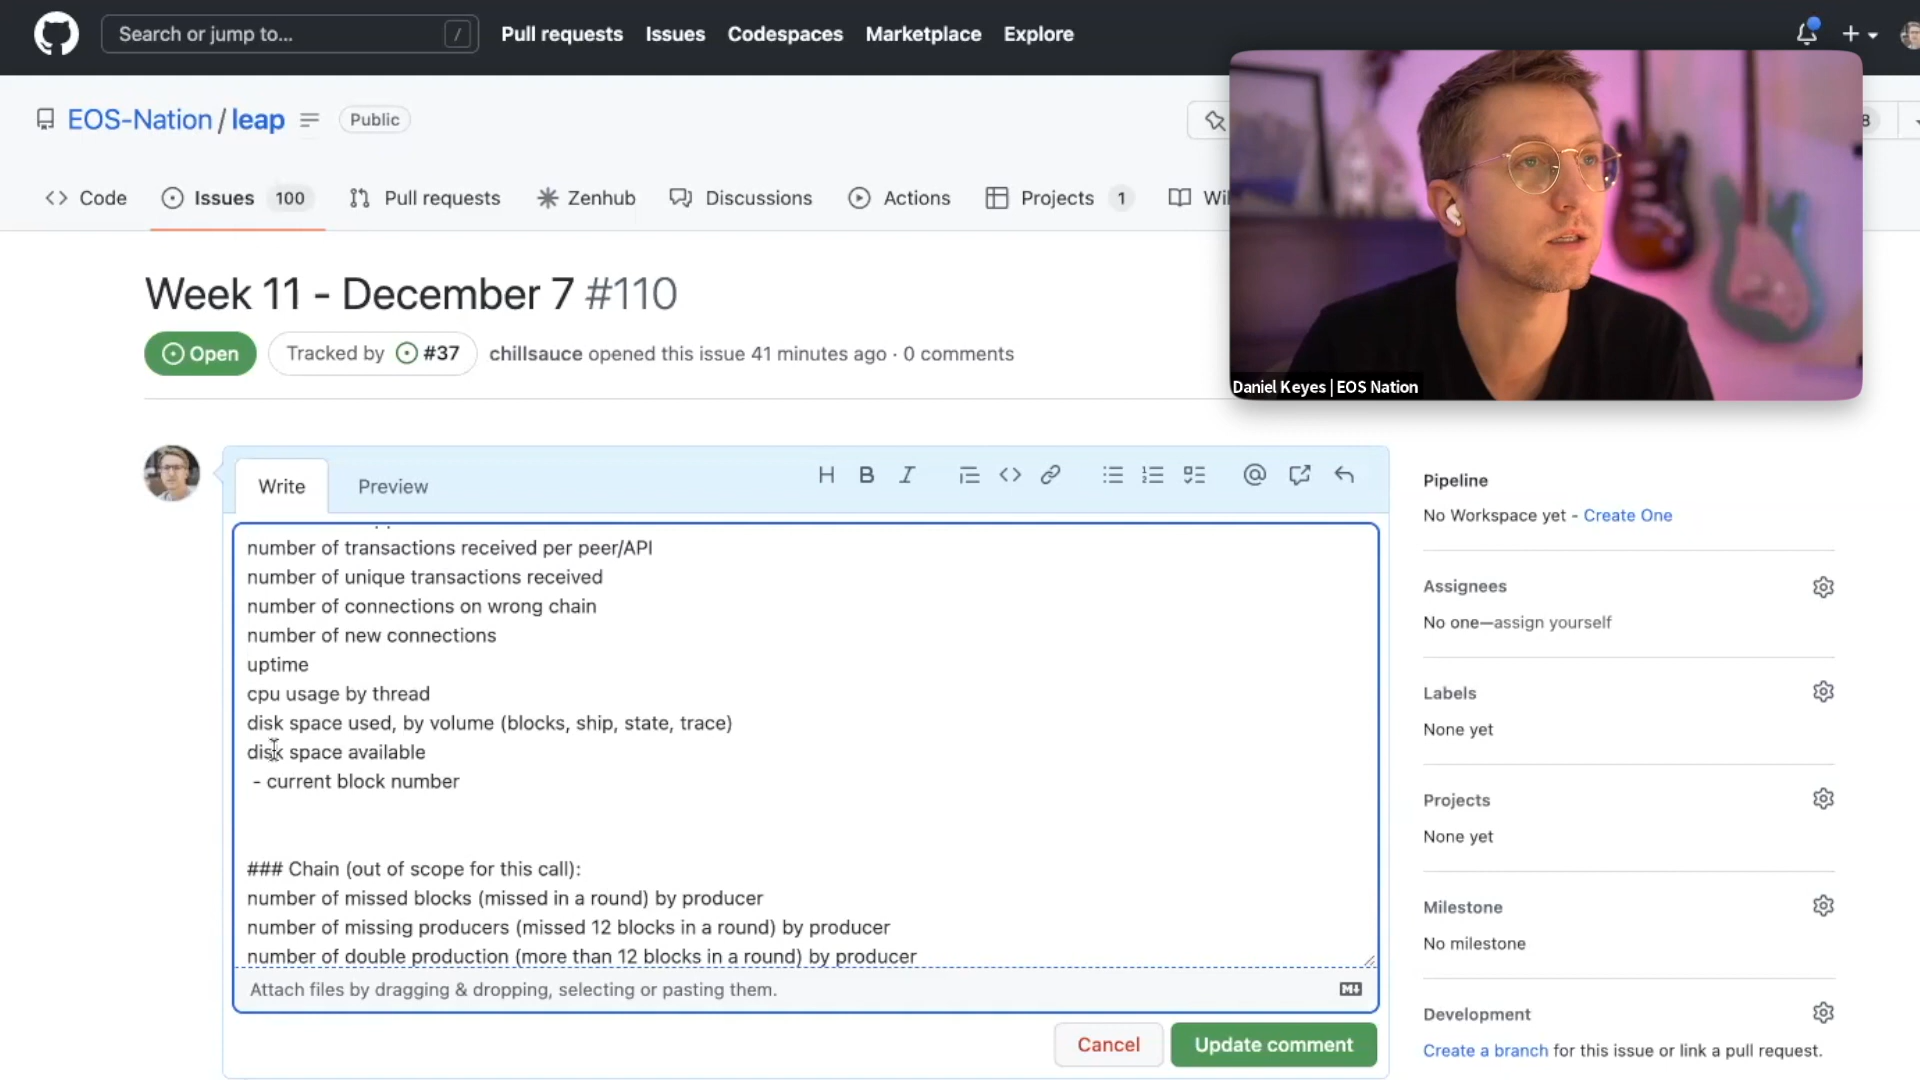 Search or jump to...
/
Pull requests
Issues
Codespaces
Marketplace
Explore
EOS-Nation / leap
Public
8
Code
Issues 100
Pull requests
Zenhub
Discussions
Actions
Projects 1
Wi
Week 11 - December 7 #110
Open
Tracked by #37
chillsauce opened this issue 41 minutes ago · 0 comments
Daniel Keyes | EOS Nation
Write
Preview
number of transactions received per peer/API
number of unique transactions received
number of connections on wrong chain
number of new connections
uptime
cpu usage by thread
disk space used, by volume (blocks, ship, state, trace)
disk space available
- current block number
### Chain (out of scope for this call):
number of missed blocks (missed in a round) by producer
number of missing producers (missed 12 blocks in a round) by producer
number of double production (more than 12 blocks in a round) by producer
Attach files by dragging & dropping, selecting or pasting them.
Cancel
Update comment
Pipeline
No Workspace yet - Create One
Assignees
No one—assign yourself
Labels
None yet
Projects
None yet
Milestone
No milestone
Development
Create a branch for this issue or link a pull request.